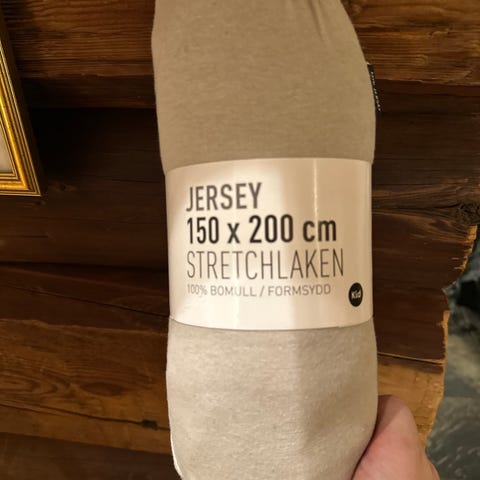 JERSEY
150 x 200 cm
STRETCHLAKEN
100% BOMULL / FORMSYDD
Kid